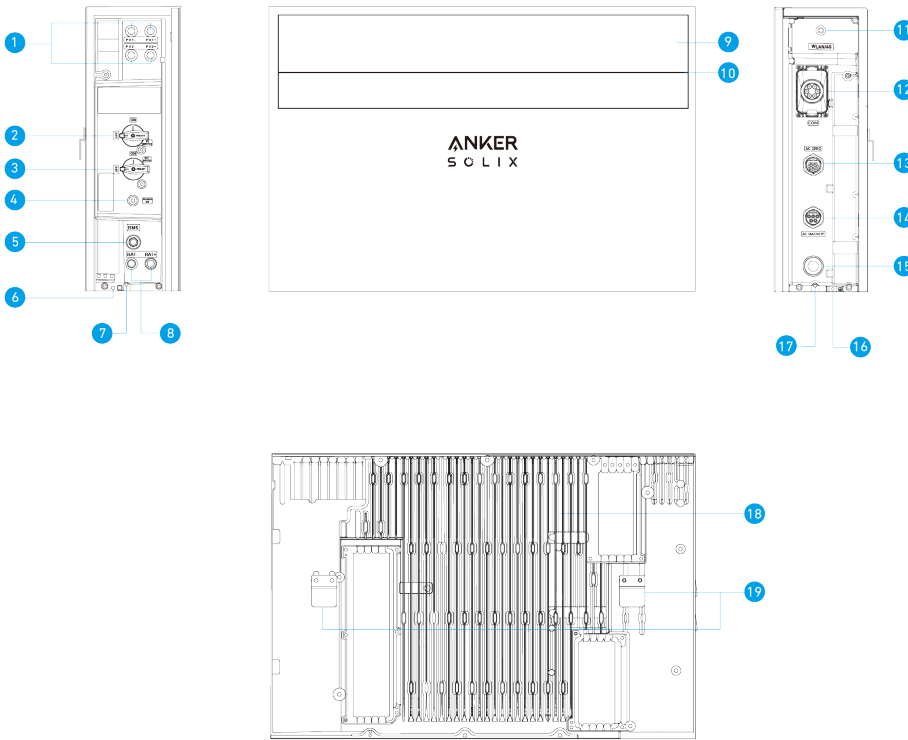 1
PV1- PV1+
PV2- PV2+
2
ON
3
ON
4
5
BMS
BAT- BAT+
6
7
8
ANKER
SOLIX
9
10
11
WLAN/4G
12
COM
AC GRID
13
14
AC BACKUP
15
17
16
18
19